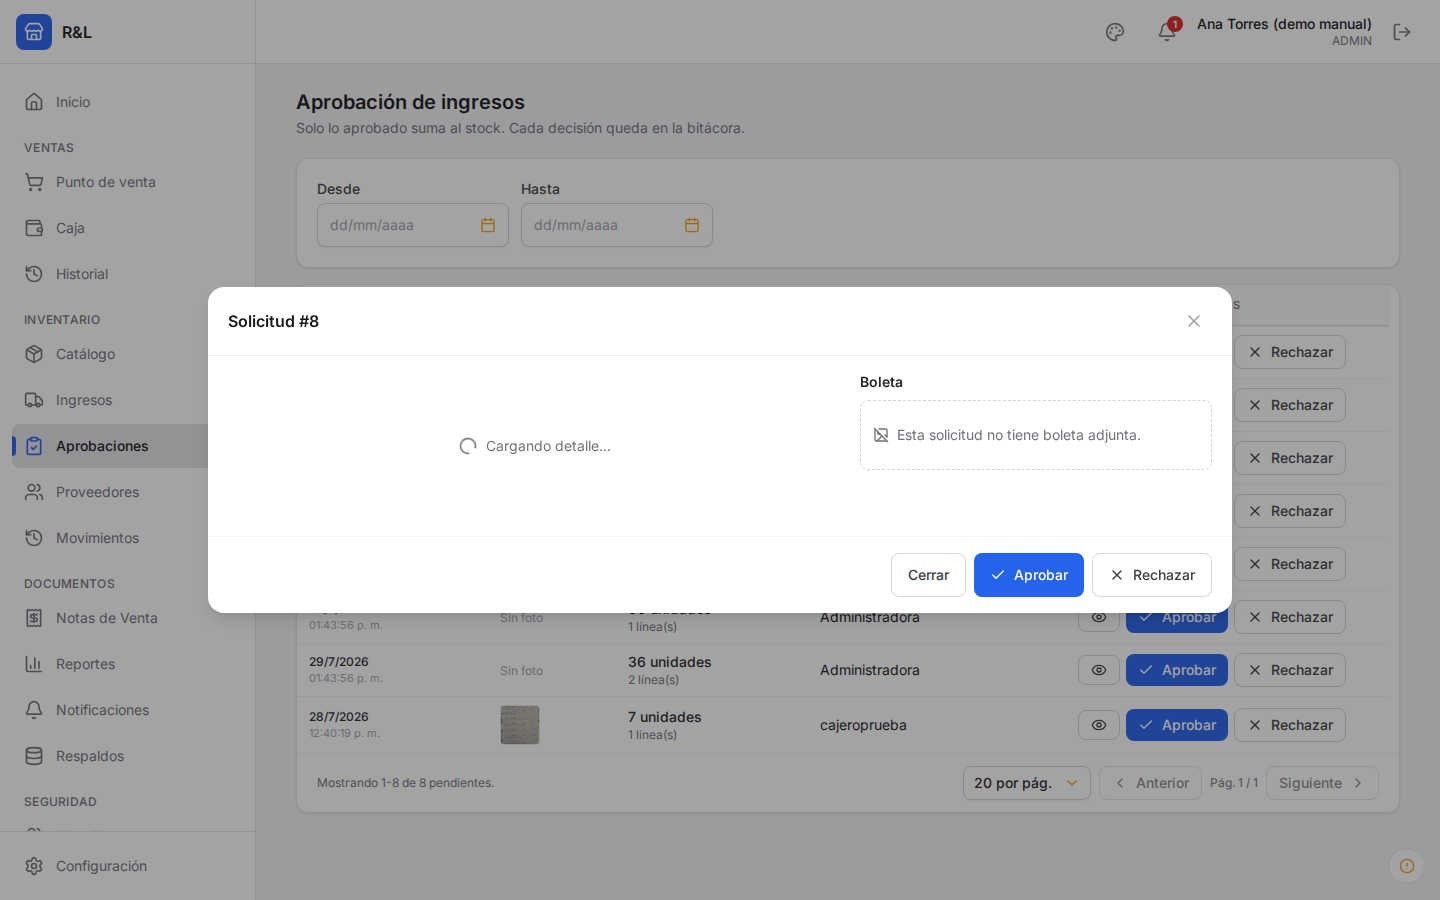 R&L
1
Ana Torres (demo manual)
ADMIN
Inicio
VENTAS
Punto de venta
Caja
Historial
INVENTARIO
Catálogo
Ingresos
Aprobaciones
Proveedores
Movimientos
DOCUMENTOS
Notas de Venta
Reportes
Notificaciones
Respaldos
SEGURIDAD
Configuración
Aprobación de ingresos
Solo lo aprobado suma al stock. Cada decisión queda en la bitácora.
Desde
Hasta
dd/mm/aaaa
dd/mm/aaaa
Solicitud #8
Cargando detalle...
Boleta
Esta solicitud no tiene boleta adjunta.
Cerrar
Aprobar
Rechazar
Rechazar
Rechazar
Rechazar
Rechazar
Rechazar
01:43:56 p. m.
Sin foto
1 línea(s)
Administradora
Aprobar
Rechazar
29/7/2026
01:43:56 p. m.
Sin foto
36 unidades
2 línea(s)
Administradora
Aprobar
Rechazar
28/7/2026
12:40:19 p. m.
7 unidades
1 línea(s)
cajeroprueba
Aprobar
Rechazar
Mostrando 1-8 de 8 pendientes.
20 por pág.
Anterior
Pág. 1 / 1
Siguiente